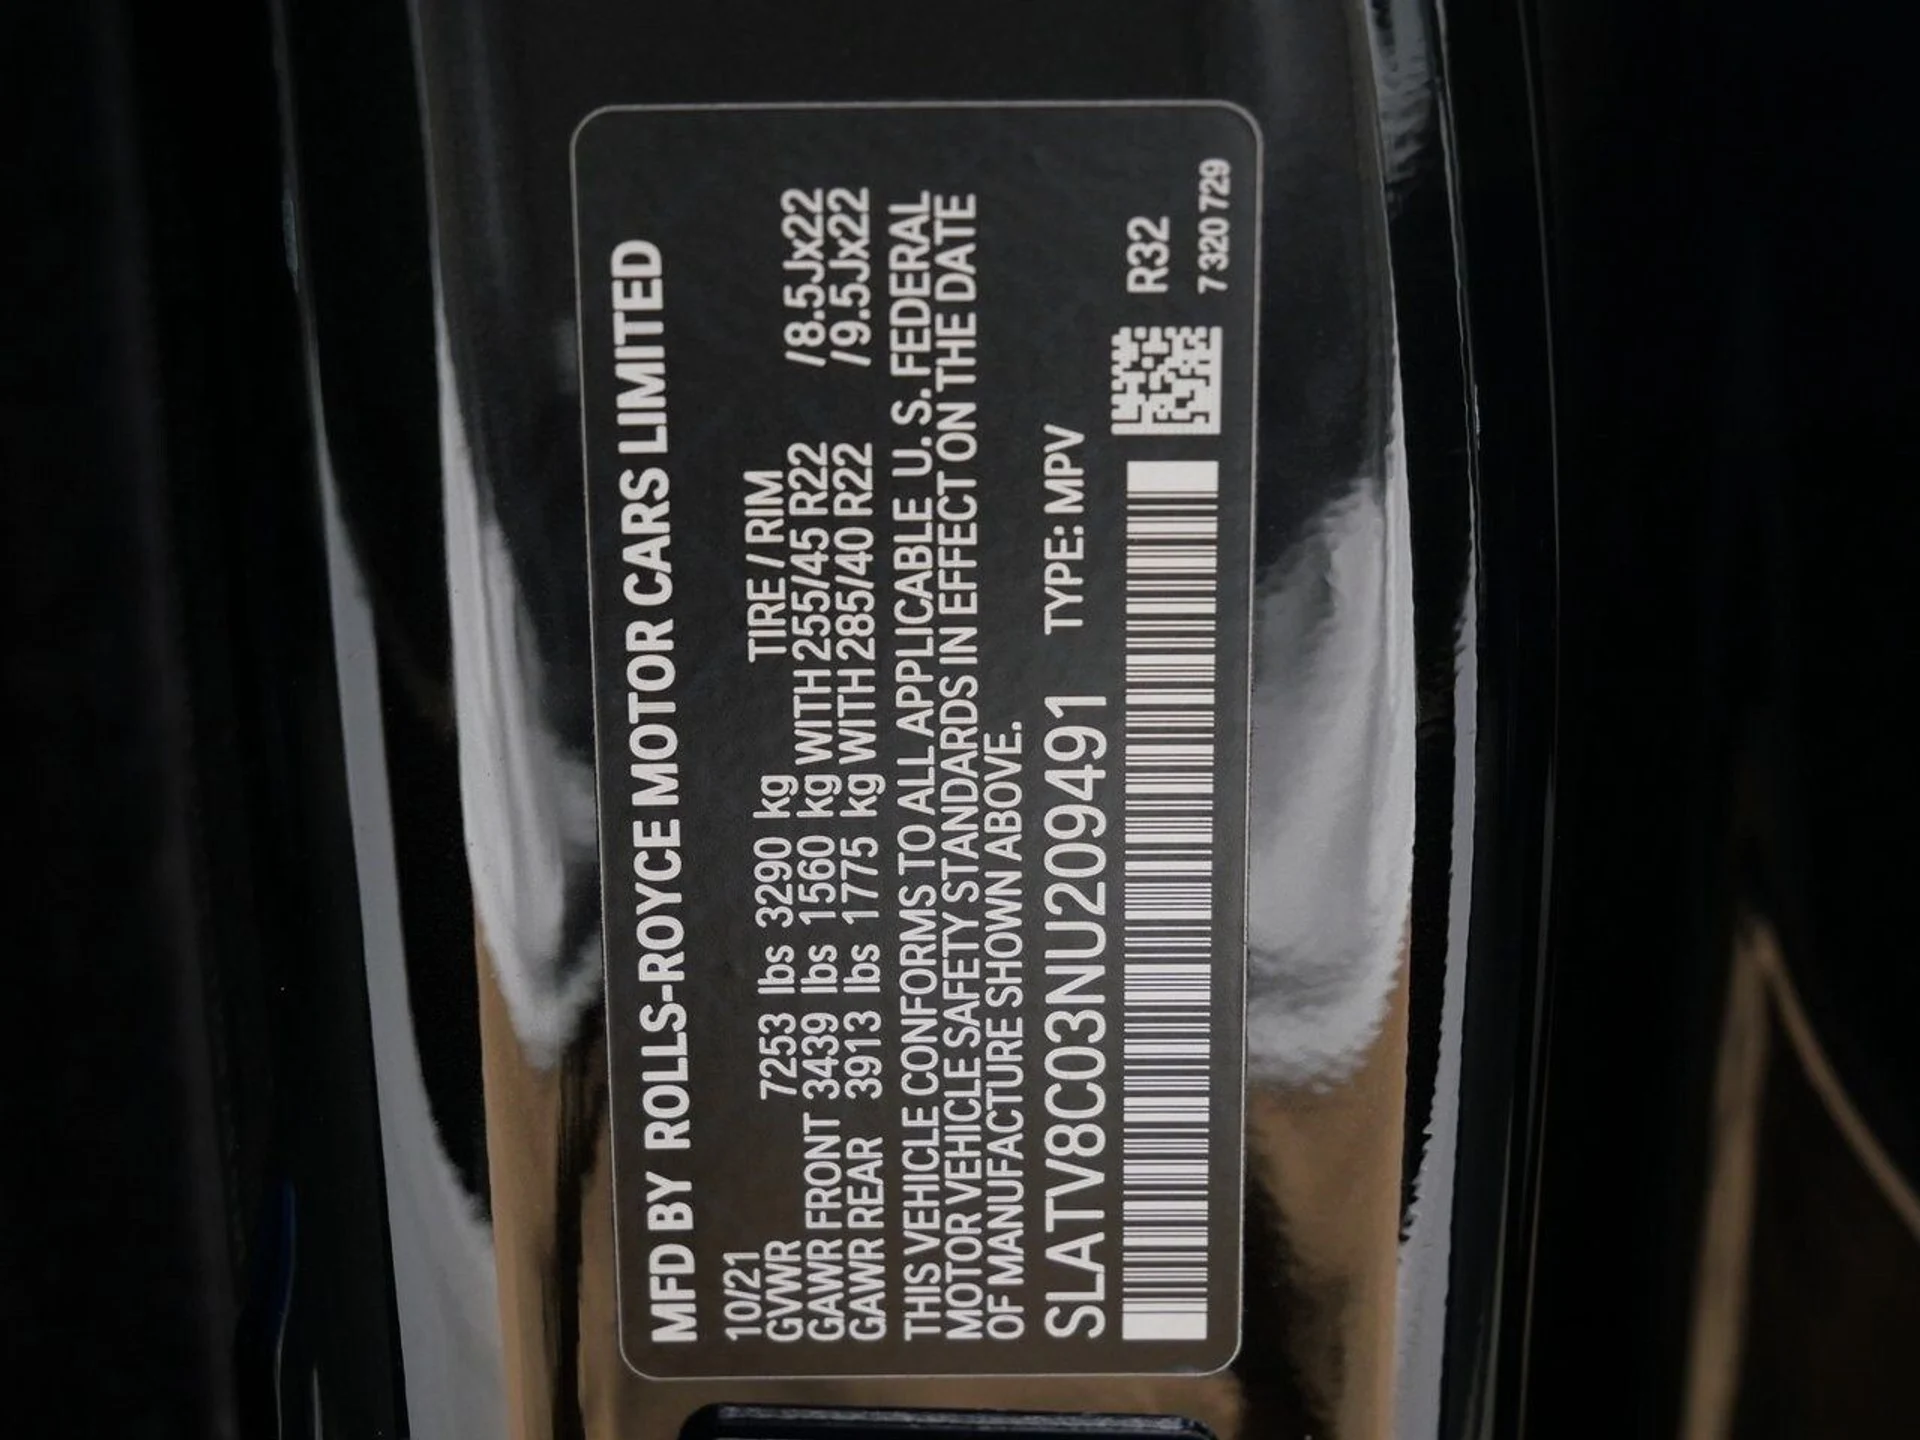 MFD BY ROLLS-ROYCE MOTOR CARS LIMITED
10/21
GVWR 7253 lbs 3290 kg TIRE / RIM
GAWR FRONT 3439 lbs 1560 kg WITH 255/45 R22 /8.5Jx22
GAWR REAR 3913 lbs 1775 kg WITH 285/40 R22 /9.5Jx22
THIS VEHICLE CONFORMS TO ALL APPLICABLE U. S. FEDERAL
MOTOR VEHICLE SAFETY STANDARDS IN EFFECT ON THE DATE
OF MANUFACTURE SHOWN ABOVE.
SLATV8C03NU209491 TYPE: MPV
R32
7 320 729